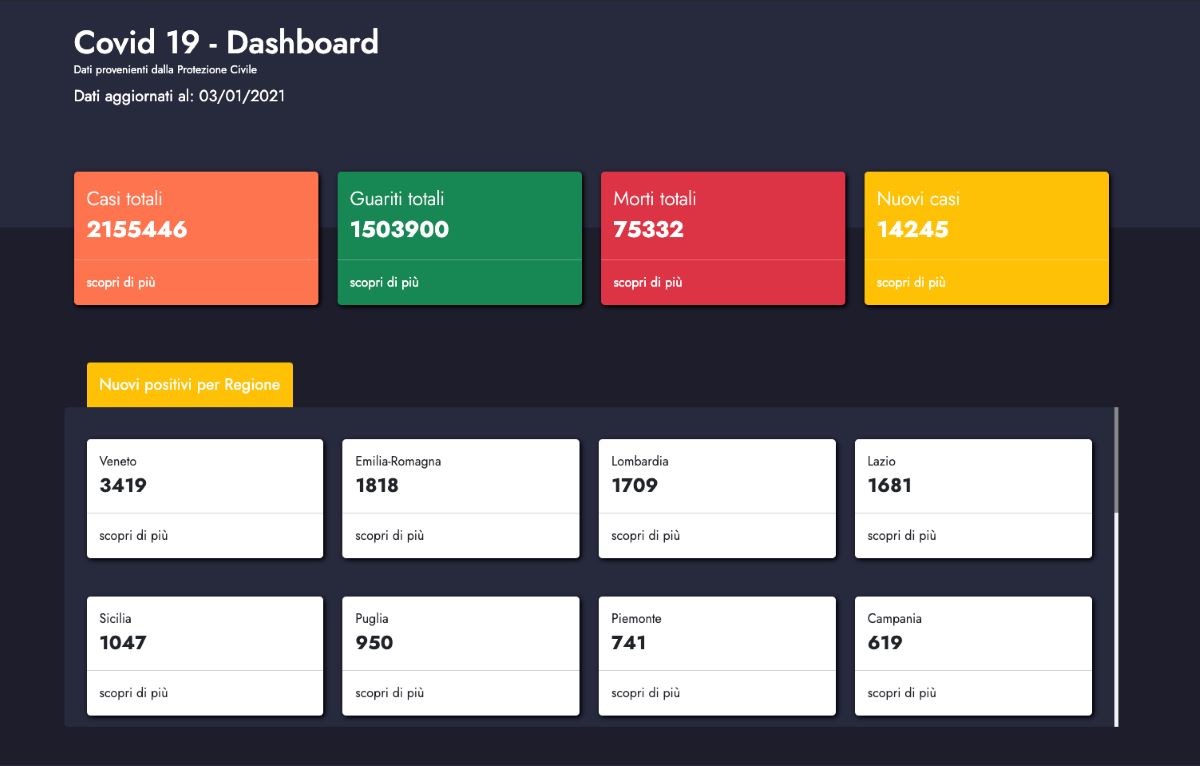 Covid 19 - Dashboard
Dati provenienti dalla Protezione Civile
Dati aggiornati al: 03/01/2021
Casi totali
2155446
scopri di più
Guariti totali
1503900
scopri di più
Morti totali
75332
scopri di più
Nuovi casi
14245
scopri di più
Nuovi positivi per Regione
Veneto
3419
scopri di più
Emilia-Romagna
1818
scopri di più
Lombardia
1709
scopri di più
Lazio
1681
scopri di più
Sicilia
1047
scopri di più
Puglia
950
scopri di più
Piemonte
741
scopri di più
Campania
619
scopri di più